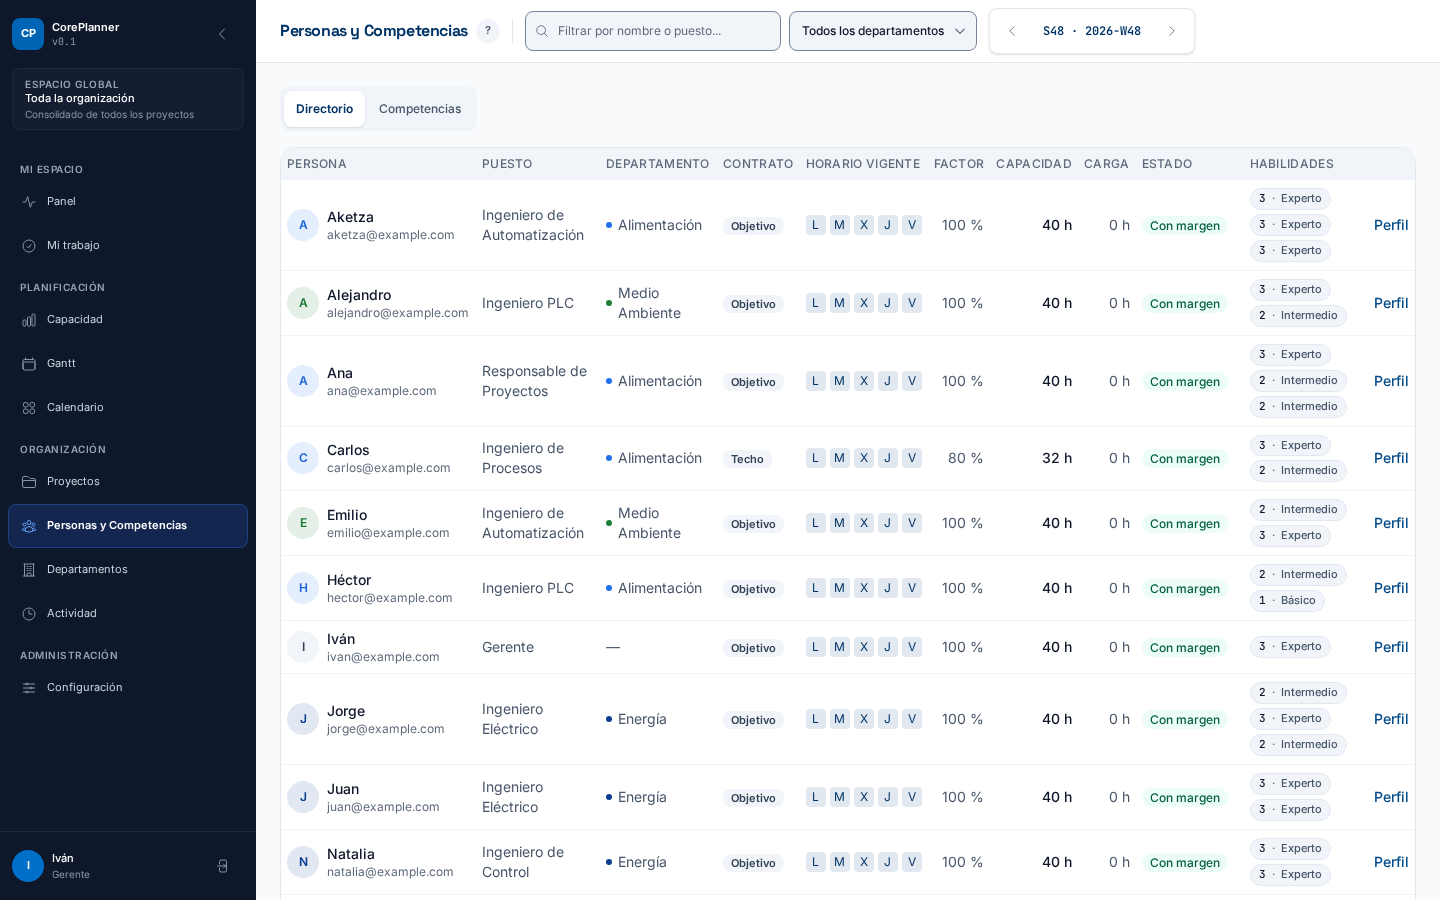 CP
CorePlanner
v0.1
ESPACIO GLOBAL
Toda la organización
Consolidado de todos los proyectos
MI ESPACIO
Panel
Mi trabajo
PLANIFICACIÓN
Capacidad
Gantt
Calendario
ORGANIZACIÓN
Proyectos
Personas y Competencias
Departamentos
Actividad
ADMINISTRACIÓN
Configuración
I
Iván
Gerente
Personas y Competencias ?
Filtrar por nombre o puesto...
Todos los departamentos
S48 · 2026-W48
Directorio Competencias
PERSONA PUESTO DEPARTAMENTO CONTRATO HORARIO VIGENTE FACTOR CAPACIDAD CARGA ESTADO HABILIDADES
A
Aketza
aketza@example.com
Ingeniero de
Automatización
Alimentación
Objetivo
L M X J V
100 %
40 h
0 h
Con margen
3 · Experto
3 · Experto
3 · Experto
Perfil
A
Alejandro
alejandro@example.com
Ingeniero PLC
Medio
Ambiente
Objetivo
L M X J V
100 %
40 h
0 h
Con margen
3 · Experto
2 · Intermedio
Perfil
A
Ana
ana@example.com
Responsable de
Proyectos
Alimentación
Objetivo
L M X J V
100 %
40 h
0 h
Con margen
3 · Experto
2 · Intermedio
2 · Intermedio
Perfil
C
Carlos
carlos@example.com
Ingeniero de
Procesos
Alimentación
Techo
L M X J V
80 %
32 h
0 h
Con margen
3 · Experto
2 · Intermedio
Perfil
E
Emilio
emilio@example.com
Ingeniero de
Automatización
Medio
Ambiente
Objetivo
L M X J V
100 %
40 h
0 h
Con margen
2 · Intermedio
3 · Experto
Perfil
H
Héctor
hector@example.com
Ingeniero PLC
Alimentación
Objetivo
L M X J V
100 %
40 h
0 h
Con margen
2 · Intermedio
1 · Básico
Perfil
I
Iván
ivan@example.com
Gerente
—
Objetivo
L M X J V
100 %
40 h
0 h
Con margen
3 · Experto
Perfil
J
Jorge
jorge@example.com
Ingeniero
Eléctrico
Energía
Objetivo
L M X J V
100 %
40 h
0 h
Con margen
2 · Intermedio
3 · Experto
2 · Intermedio
Perfil
J
Juan
juan@example.com
Ingeniero
Eléctrico
Energía
Objetivo
L M X J V
100 %
40 h
0 h
Con margen
3 · Experto
3 · Experto
Perfil
N
Natalia
natalia@example.com
Ingeniero de
Control
Energía
Objetivo
L M X J V
100 %
40 h
0 h
Con margen
3 · Experto
3 · Experto
Perfil